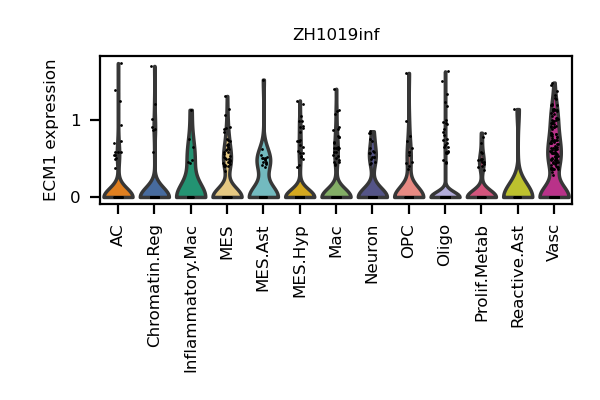 ZH1019inf
ECM1 expression
1
0
AC
Chromatin.Reg
Inflammatory.Mac
MES
MES.Ast
MES.Hyp
Mac
Neuron
OPC
Oligo
Prolif.Metab
Reactive.Ast
Vasc